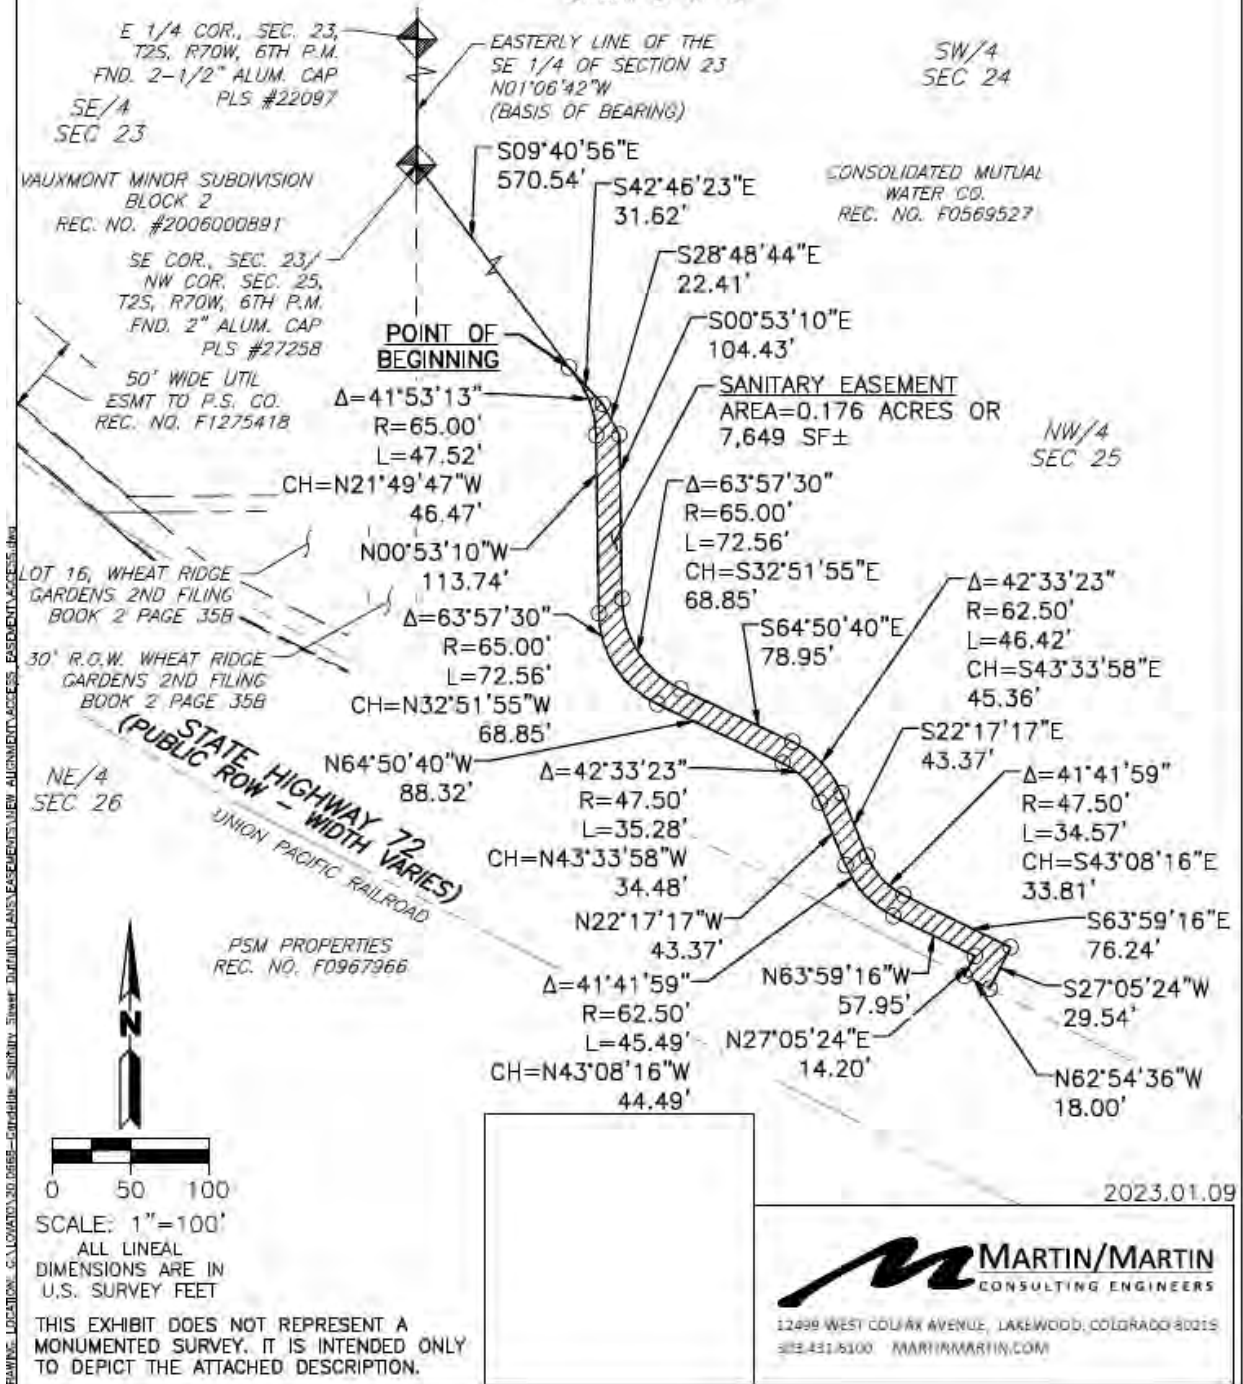 E 1/4 COR., SEC. 23,
T2S, R70W, 6TH P.M.
FND. 2-1/2" ALUM. CAP
PLS #22097
SE/4
SEC 23
EASTERLY LINE OF THE
SE 1/4 OF SECTION 23
N01°06'42"W
(BASIS OF BEARING)
SW/4
SEC 24
S09°40'56"E
570.54'
VAUXMONT MINOR SUBDIVISION
BLOCK 2
REC. NO. #2006000891
S42°46'23"E
31.62'
CONSOLIDATED MUTUAL
WATER CO.
REC. NO. F0569527
SE COR., SEC. 23/
NW COR. SEC. 25,
T2S, R70W, 6TH P.M.
FND. 2" ALUM. CAP
PLS #27258
S28°48'44"E
22.41'
S00°53'10"E
104.43'
POINT OF
BEGINNING
50' WIDE UTIL
ESMT TO P.S. CO.
REC. NO. F1275418
Δ=41°53'13"
R=65.00'
L=47.52'
CH=N21°49'47"W
46.47'
SANITARY EASEMENT
AREA=0.176 ACRES OR
7,649 SF±
NW/4
SEC 25
Δ=63°57'30"
R=65.00'
L=72.56'
CH=S32°51'55"E
68.85'
N00°53'10"W
113.74'
LOT 16, WHEAT RIDGE
GARDENS 2ND FILING
BOOK 2 PAGE 35B
Δ=63°57'30"
R=65.00'
L=72.56'
CH=N32°51'55"W
68.85'
S64°50'40"E
78.95'
Δ=42°33'23"
R=62.50'
L=46.42'
CH=S43°33'58"E
45.36'
30' R.O.W. WHEAT RIDGE
GARDENS 2ND FILING
BOOK 2 PAGE 35B
STATE HIGHWAY 72
(PUBLIC ROW - WIDTH VARIES)
UNION PACIFIC RAILROAD
NE/4
SEC 26
N64°50'40"W
88.32'
S22°17'17"E
43.37'
Δ=42°33'23"
R=47.50'
L=35.28'
CH=N43°33'58"W
34.48'
Δ=41°41'59"
R=47.50'
L=34.57'
CH=S43°08'16"E
33.81'
N22°17'17"W
43.37'
S63°59'16"E
76.24'
PSM PROPERTIES
REC. NO. F0967966
Δ=41°41'59"
R=62.50'
L=45.49'
CH=N43°08'16"W
44.49'
N63°59'16"W
57.95'
S27°05'24"W
29.54'
N27°05'24"E
14.20'
N62°54'36"W
18.00'
N
0 50 100
SCALE: 1"=100'
ALL LINEAL
DIMENSIONS ARE IN
U.S. SURVEY FEET
THIS EXHIBIT DOES NOT REPRESENT A
MONUMENTED SURVEY. IT IS INTENDED ONLY
TO DEPICT THE ATTACHED DESCRIPTION.
2023.01.09
MARTIN/MARTIN
CONSULTING ENGINEERS
12499 WEST COLFAX AVENUE, LAKEWOOD, COLORADO 80215
303.431.6100 MARTINMARTIN.COM